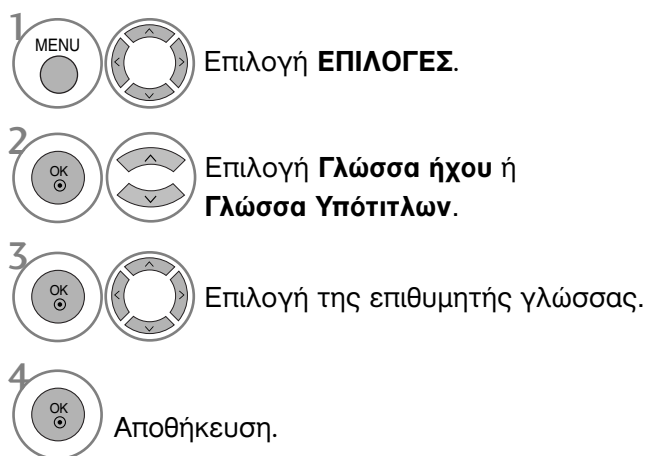 1
MENU
Επιλογή ΕΠΙΛΟΓΕΣ.
2
OK
Επιλογή Γλώσσα ήχου ή
Γλώσσα Υπότιτλων.
3
OK
Επιλογή της επιθυμητής γλώσσας.
4
OK
Αποθήκευση.